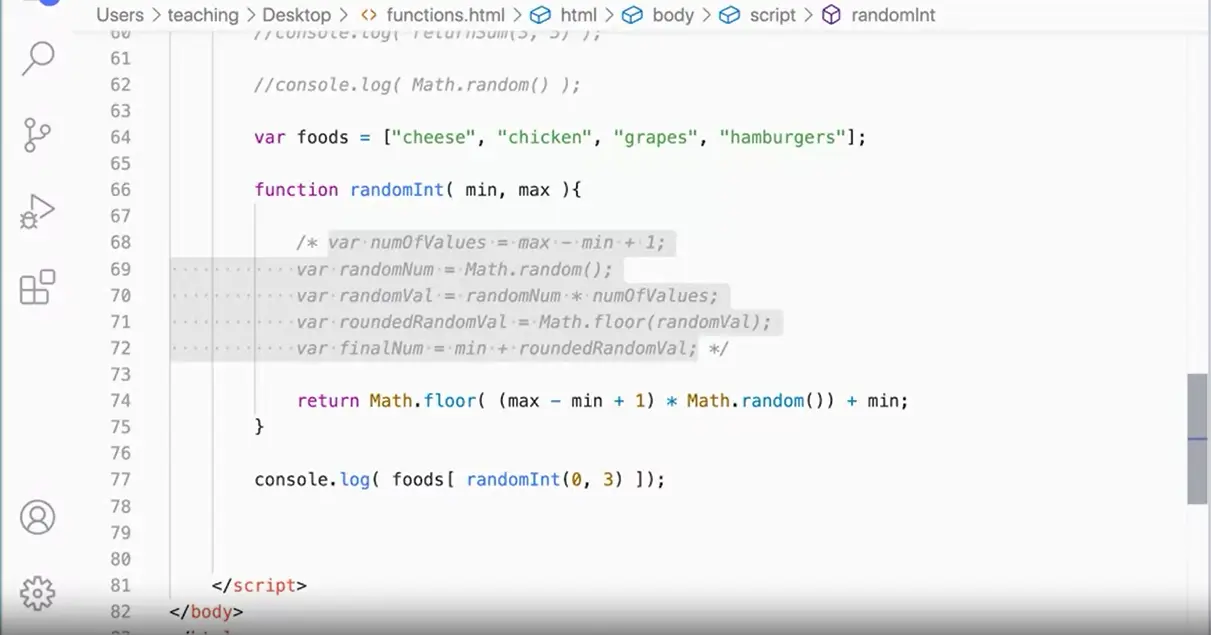 Users > teaching > Desktop > <> functions.html > html > body > script > randomInt
60 //console.log( returnSum(3, 5) );
61
62 //console.log( Math.random() );
63
64 var foods = ["cheese", "chicken", "grapes", "hamburgers"];
65
66 function randomInt( min, max ){
67
68 /* var numOfValues = max - min + 1;
69 var randomNum = Math.random();
70 var randomVal = randomNum * numOfValues;
71 var roundedRandomVal = Math.floor(randomVal);
72 var finalNum = min + roundedRandomVal; */
73
74 return Math.floor( (max - min + 1) * Math.random()) + min;
75 }
76
77 console.log( foods[ randomInt(0, 3) ]);
78
79
80
81 </script>
82 </body>